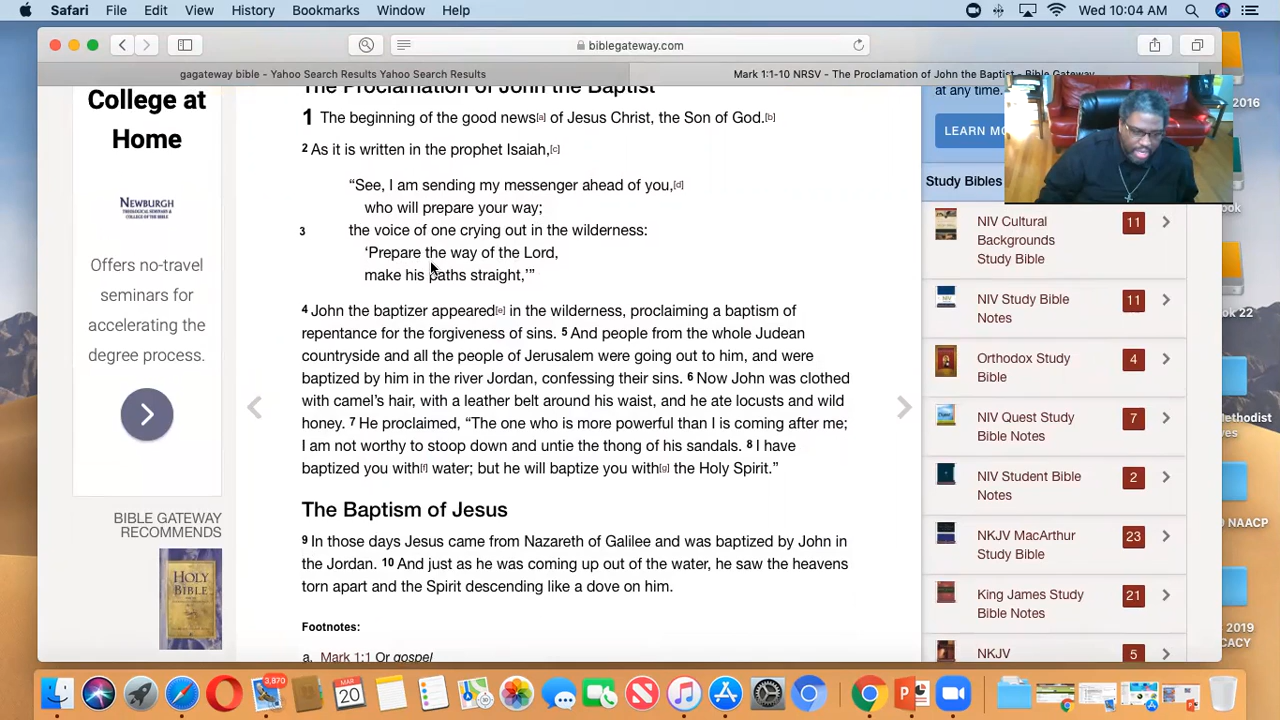 Safari File Edit View History Bookmarks Window Help Wed 10:04 AM
biblegateway.com
gagateway bible - Yahoo Search Results Yahoo Search Results
Mark 1:1-10 NRSV - The Proclamation of John the Baptist - Bible Gateway
College at
Home
NEWBURGH
THEOLOGICAL SEMINARY
& COLLEGE OF THE BIBLE
Offers no-travel
seminars for
accelerating the
degree process.
BIBLE GATEWAY
RECOMMENDS
HOLY
BIBLE
The Proclamation of John the Baptist
1 The beginning of the good news[a] of Jesus Christ, the Son of God.[b]
2 As it is written in the prophet Isaiah,[c]
“See, I am sending my messenger ahead of you,[d]
who will prepare your way;
3 the voice of one crying out in the wilderness:
‘Prepare the way of the Lord,
make his paths straight,’”
4 John the baptizer appeared[e] in the wilderness, proclaiming a baptism of
repentance for the forgiveness of sins. 5 And people from the whole Judean
countryside and all the people of Jerusalem were going out to him, and were
baptized by him in the river Jordan, confessing their sins. 6 Now John was clothed
with camel’s hair, with a leather belt around his waist, and he ate locusts and wild
honey. 7 He proclaimed, “The one who is more powerful than I is coming after me;
I am not worthy to stoop down and untie the thong of his sandals. 8 I have
baptized you with[f] water; but he will baptize you with[g] the Holy Spirit.”
The Baptism of Jesus
9 In those days Jesus came from Nazareth of Galilee and was baptized by John in
the Jordan. 10 And just as he was coming up out of the water, he saw the heavens
torn apart and the Spirit descending like a dove on him.
Footnotes:
a. Mark 1:1 Or gospel
at any time.
LEARN MO
Study Bibles
NIV Cultural
Backgrounds
Study Bible
11
NIV Study Bible
Notes
11
Orthodox Study
Bible
4
NIV Quest Study
Bible Notes
7
NIV Student Bible
Notes
2
NKJV MacArthur
Study Bible
23
King James Study
Bible Notes
21
NKJV
5
2016
ok
ok 22
ethodist
ves
NAACP
2019
CACY
3,870
MAR
20